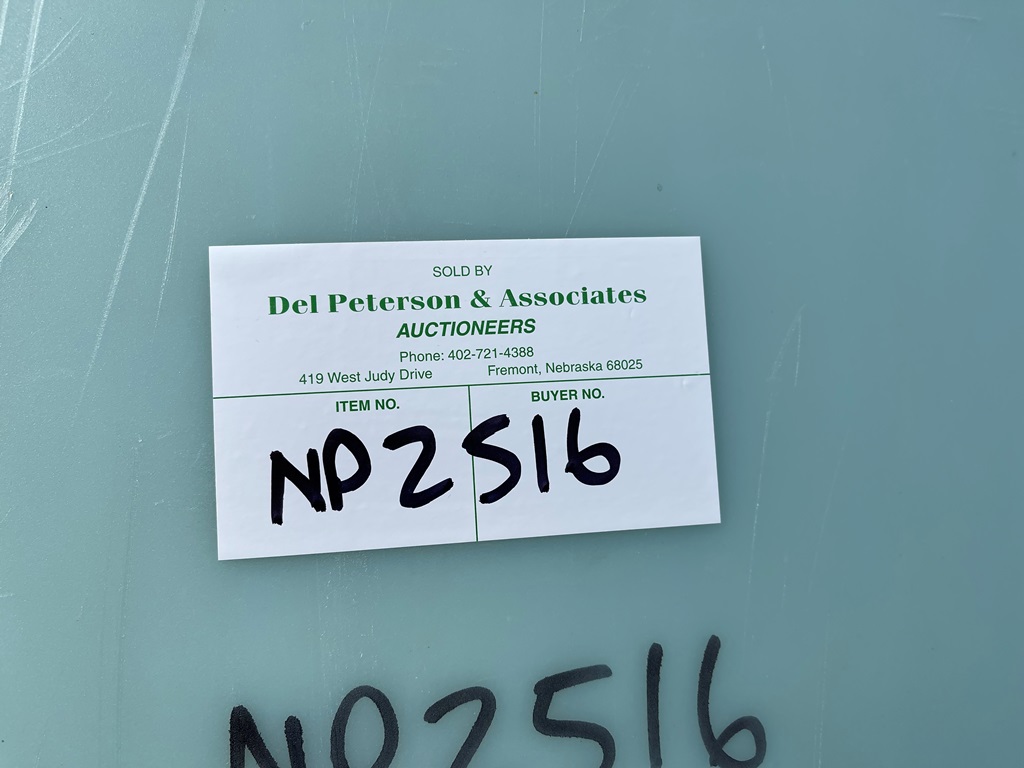 SOLD BY
Del Peterson & Associates
AUCTIONEERS
Phone: 402-721-4388
419 West Judy Drive Fremont, Nebraska 68025
ITEM NO. BUYER NO.
NP2516
NP2516